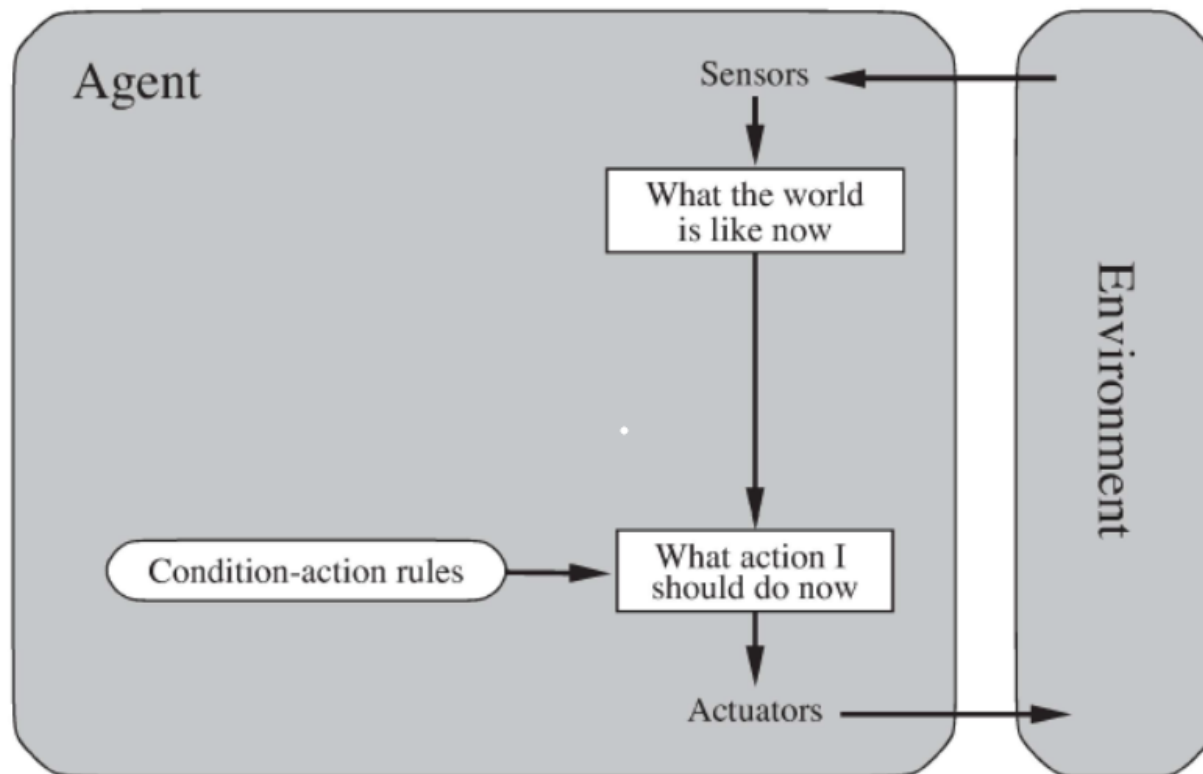 Agent
Sensors
What the world
is like now
Environment
Condition-action rules
What action I
should do now
Actuators